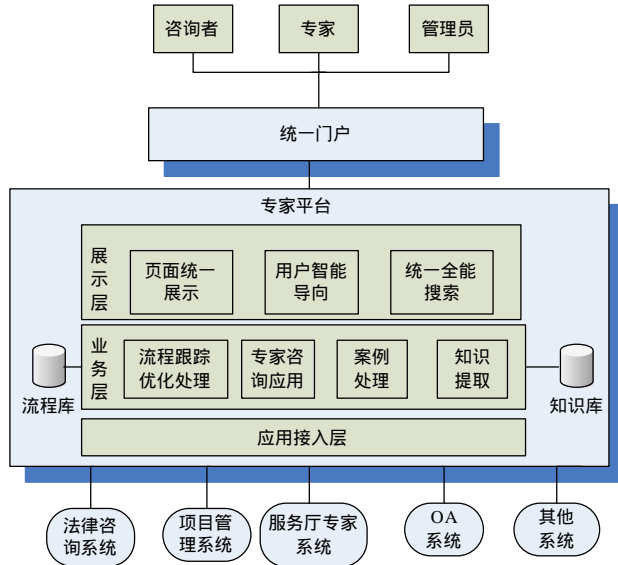 咨询者
专家
管理员
统一门户
专家平台
展示层
页面统一
展示
用户智能
导向
统一全能
搜索
业务层
流程跟踪
优化处理
专家咨
询应用
案例
处理
知识
提取
流程库
知识库
应用接入层
法律咨
询系统
项目管
理系统
服务厅专家
系统
OA
系统
其他
系统